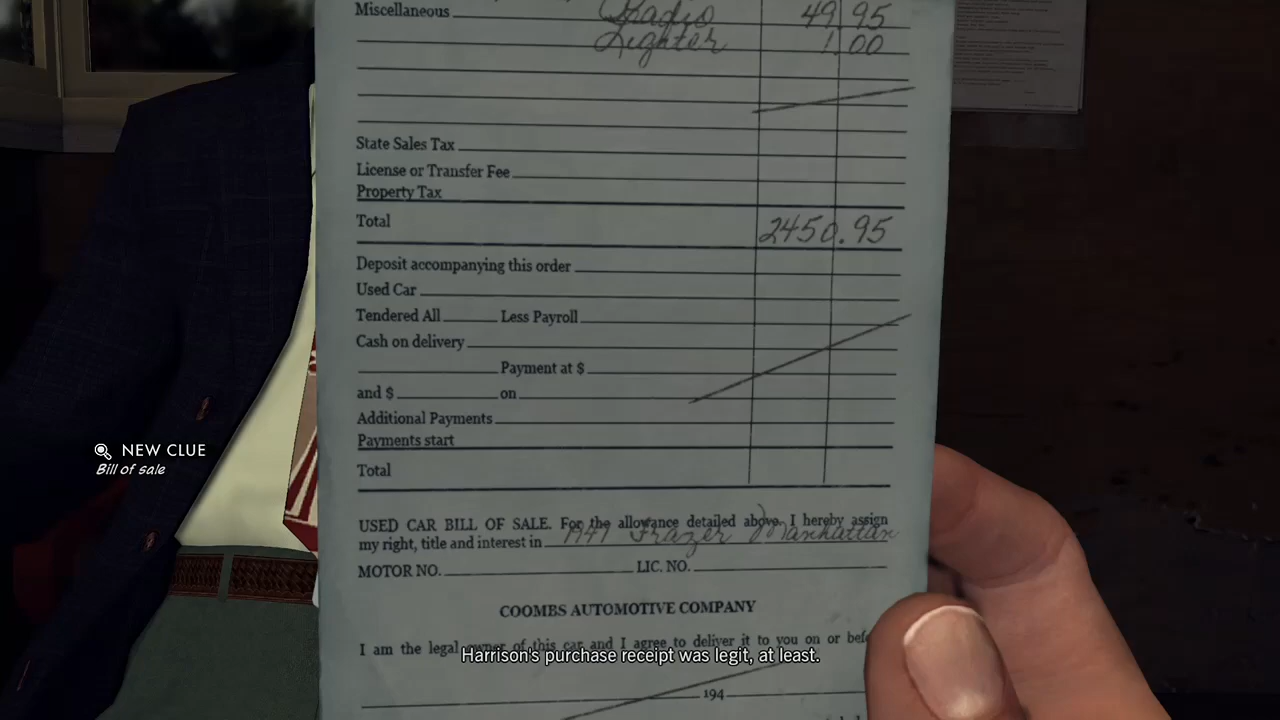 Miscellaneous Radio 49 95
Lighter 1 00
State Sales Tax
License or Transfer Fee
Property Tax
Total 2450.95
Deposit accompanying this order
Used Car
Tendered All Less Payroll
Cash on delivery
Payment at $
and $ on
Additional Payments
Payments start
NEW CLUE
Bill of sale
Total
USED CAR BILL OF SALE. For the allowance detailed above, I hereby assign
my right, title and interest in 1947 Frazer Manhattan
MOTOR NO. LIC. NO.
COOMBS AUTOMOTIVE COMPANY
I am the legal owner of this car and I agree to deliver it to you on or
Harrison's purchase receipt was legit, at least.
194